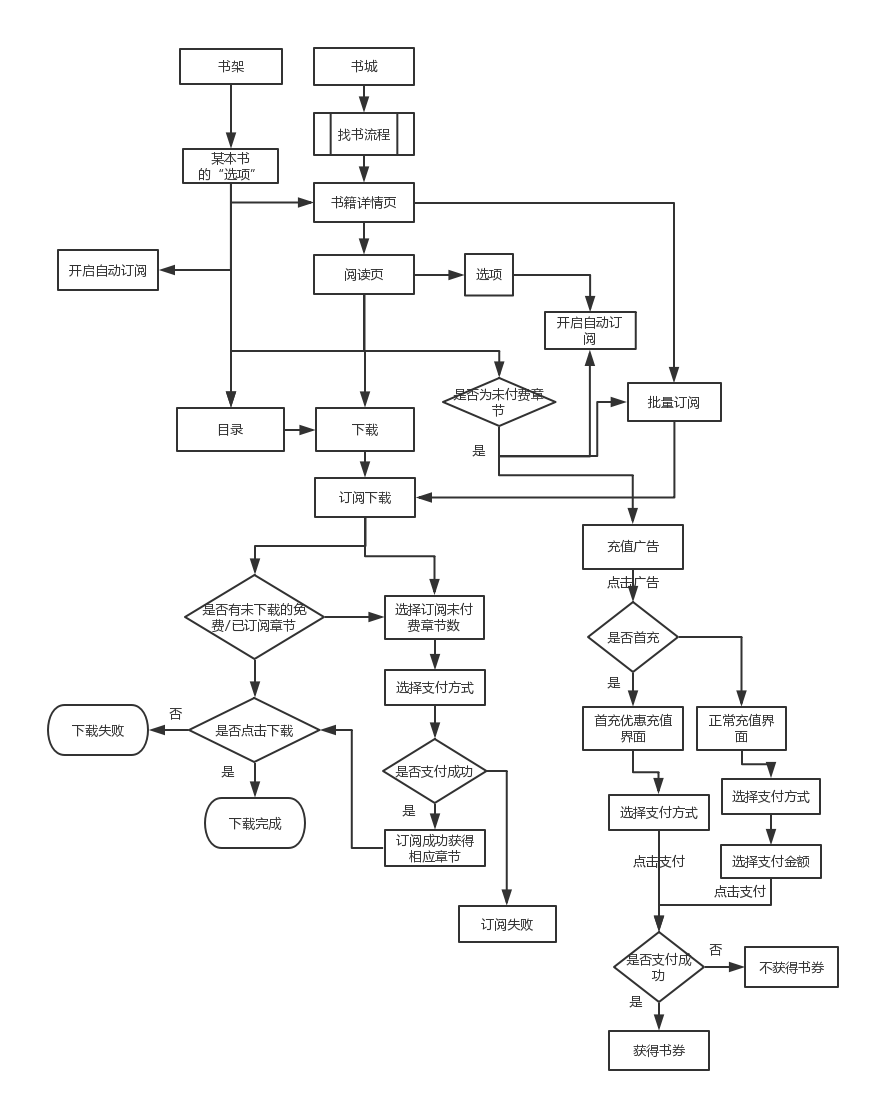 书架
书城
找书流程
某本书
的“选项”
书籍详情页
开启自动订阅
阅读页
选项
开启自动订
阅
是否为未付费章
节
批量订阅
目录
下载
是
订阅下载
充值广告
点击广告
是否有未下载的免
费/已订阅章节
选择订阅未付
费章节数
是否首充
是
选择支付方式
首充优惠充值
界面
正常充值界
面
否
下载失败
是否点击下载
是
是否支付成功
选择支付方式
选择支付方式
是
下载完成
订阅成功获得
相应章节
点击支付
选择支付金额
点击支付
订阅失败
否
是否支付成
功
不获得书券
是
获得书券